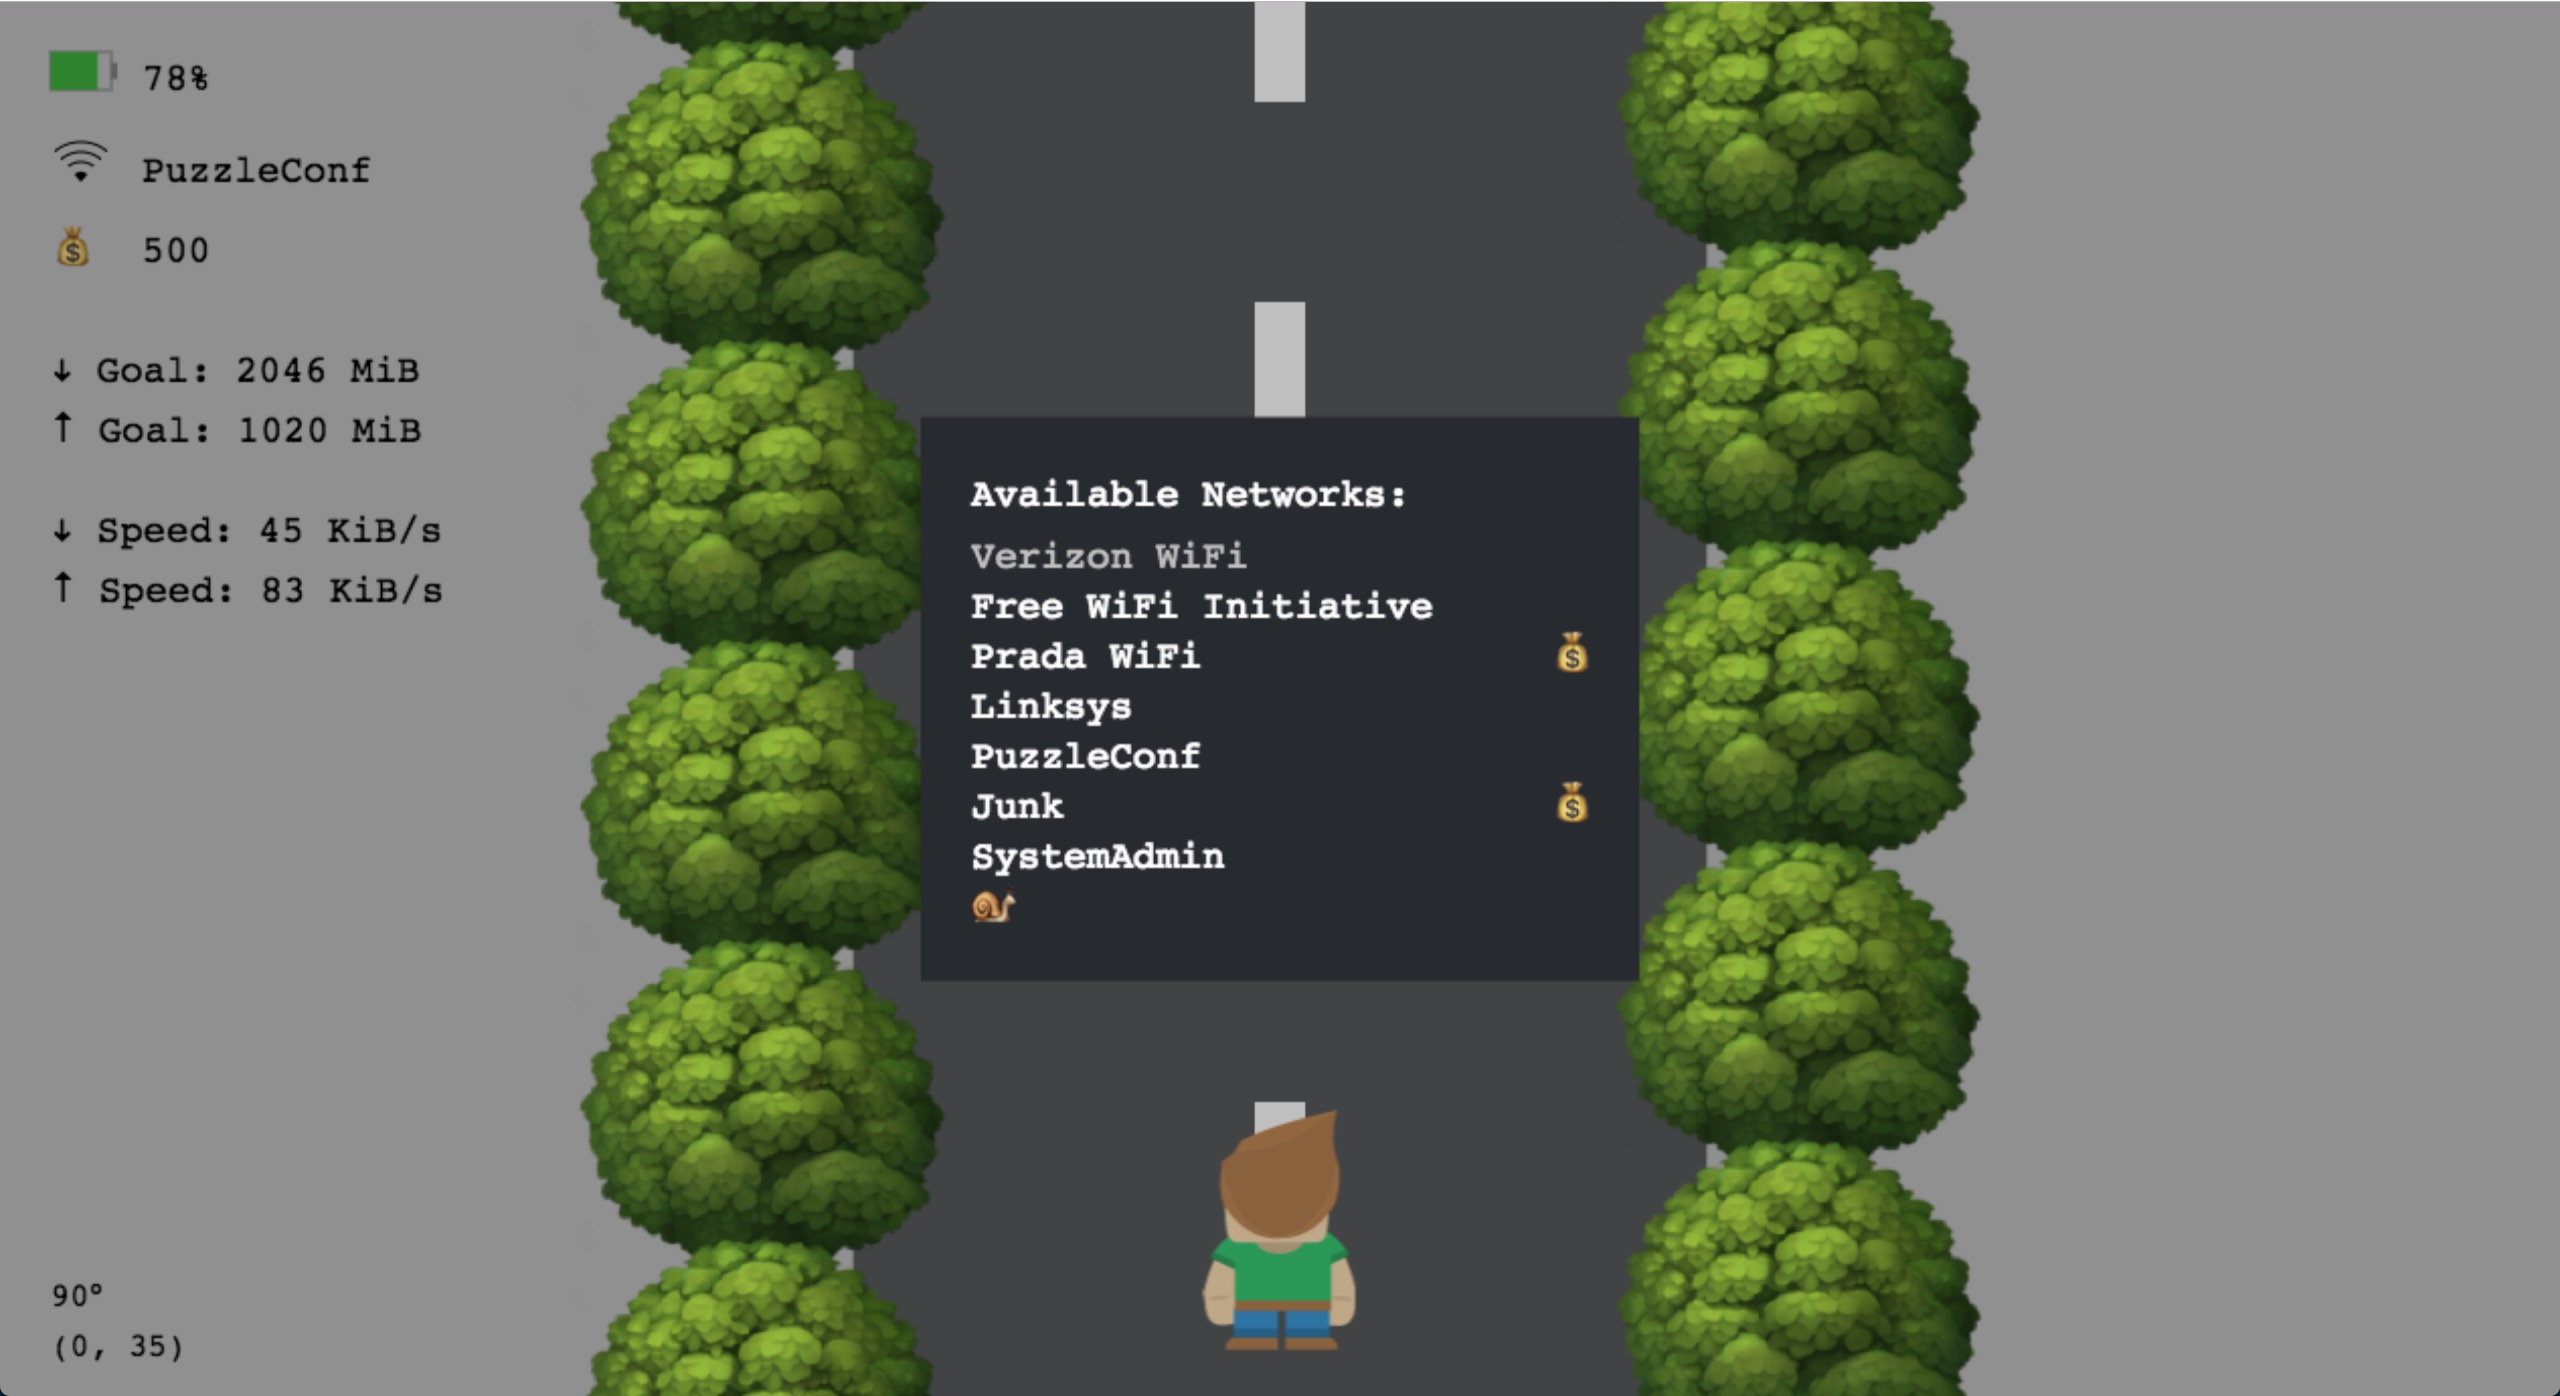 78%
PuzzleConf
500
↓ Goal: 2046 MiB
↑ Goal: 1020 MiB
↓ Speed: 45 KiB/s
↑ Speed: 83 KiB/s
Available Networks:
Verizon WiFi
Free WiFi Initiative
Prada WiFi
Linksys
PuzzleConf
Junk
SystemAdmin
90°
(0, 35)